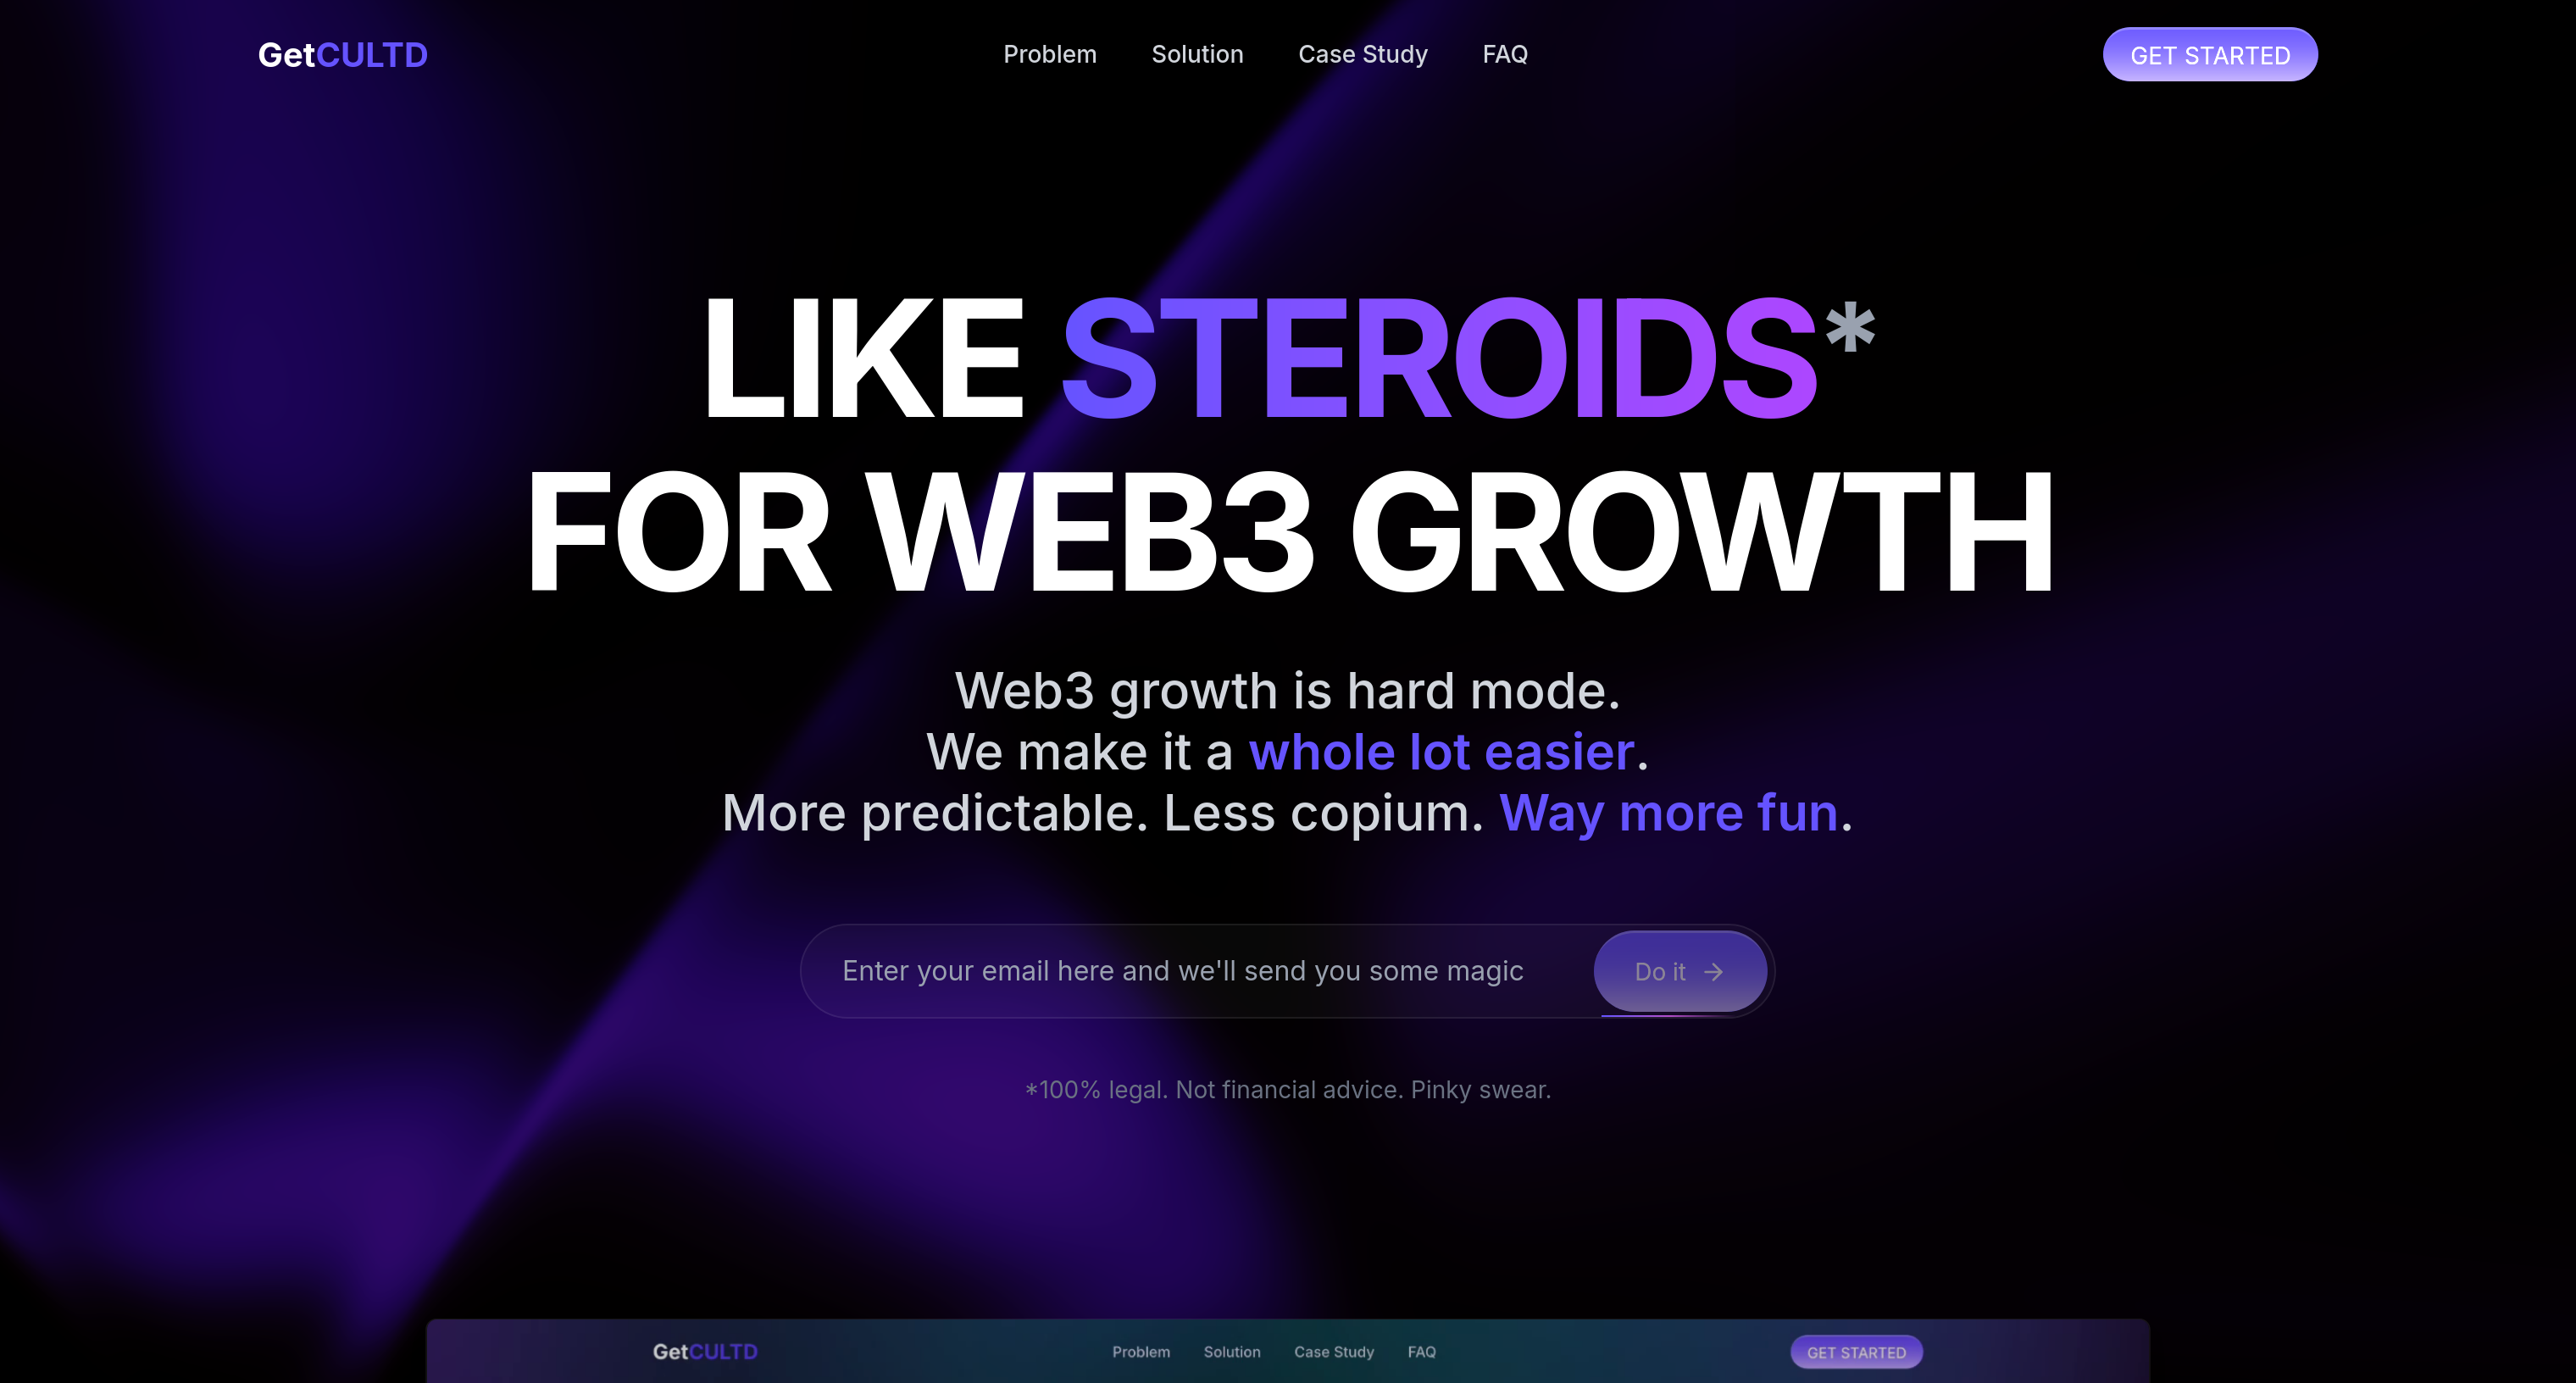 GetCULTD
Problem Solution Case Study FAQ
GET STARTED
LIKE STEROIDS*
FOR WEB3 GROWTH
Web3 growth is hard mode.
We make it a whole lot easier.
More predictable. Less copium. Way more fun.
Enter your email here and we'll send you some magic
Do it →
*100% legal. Not financial advice. Pinky swear.
GetCULTD
Problem Solution Case Study FAQ
GET STARTED